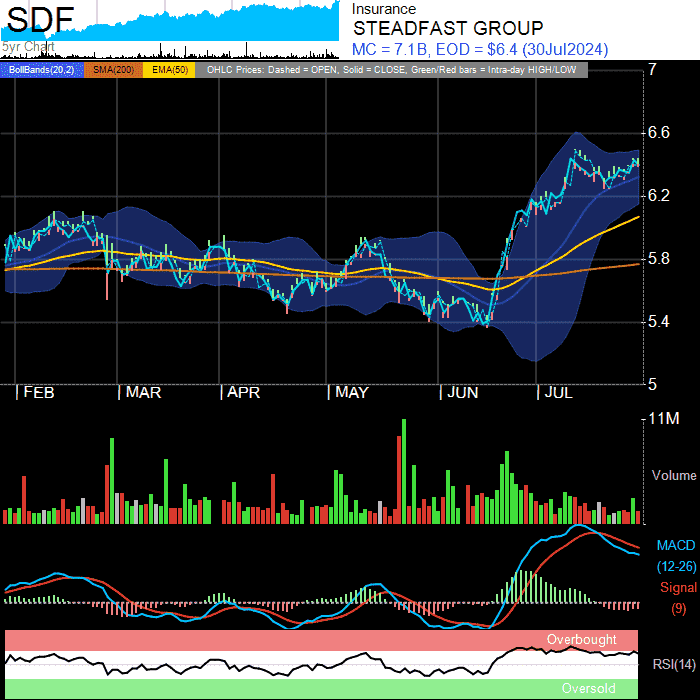 SDF
5yr Chart
Insurance
STEADFAST GROUP
MC = 7.1B, EOD = $6.4 (30Jul2024)
BollBands(20,2) SMA(200) EMA(50) OHLC Prices: Dashed = OPEN, Solid = CLOSE, Green/Red bars = Intra-day HIGH/LOW
7
6.6
6.2
5.8
5.4
5
FEB MAR APR MAY JUN JUL
11M
Volume
MACD
(12-26)
Signal
(9)
Overbought
RSI(14)
Oversold